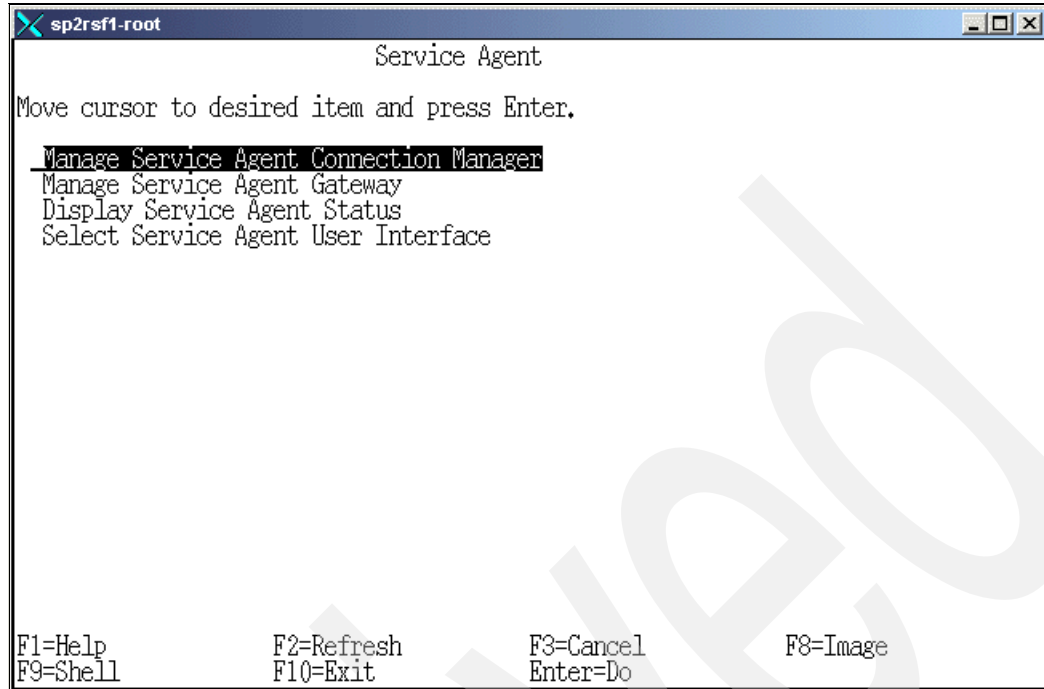 sp2rsf1-root
Service Agent
Move cursor to desired item and press Enter.
Manage Service Agent Connection Manager
Manage Service Agent Gateway
Display Service Agent Status
Select Service Agent User Interface
F1=Help F2=Refresh F3=Cancel F8=Image
F9=Shell F10=Exit Enter=Do